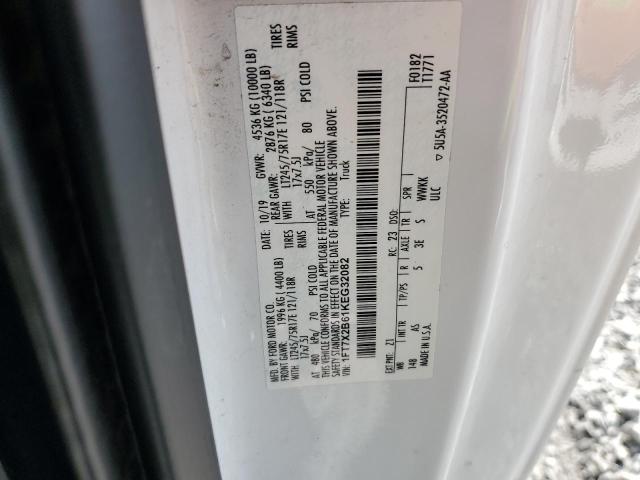 MFD. BY FORD MOTOR CO. DATE: 10/19 GVWR: 4536 KG (10000 LB)
FRONT GAWR: 1996 KG (4400 LB) REAR GAWR: 2876 KG (6340 LB)
WITH LT245/75R17E 121/118R TIRES WITH LT245/75R17E 121/118R TIRES
17x7.5J RIMS 17x7.5J RIMS
AT 480 kPa/ 70 PSI COLD AT 550 kPa/ 80 PSI COLD
THIS VEHICLE CONFORMS TO ALL APPLICABLE FEDERAL MOTOR VEHICLE
SAFETY STANDARDS IN EFFECT ON THE DATE OF MANUFACTURE SHOWN ABOVE.
VIN: 1FT7X2B61KEG32082 TYPE: Truck
F0182
T1771
EXT PNT: Z1 RC: 23 DSO:
WB INT TR TP/PS R AXLE TR SPR
148 AS 5 3E S WWKK
MADE IN U.S.A. ULC
▽ 5U5A-3520472-AA